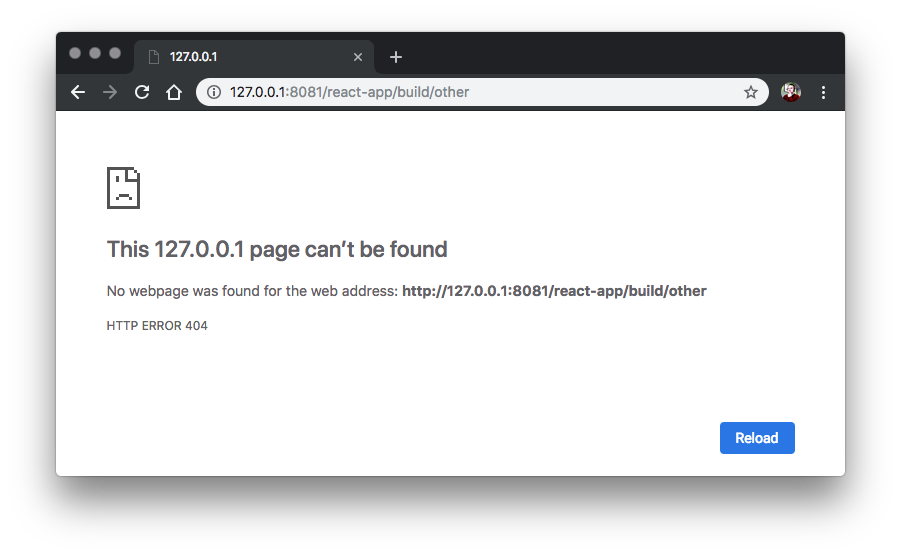 127.0.0.1
127.0.0.1:8081/react-app/build/other
This 127.0.0.1 page can’t be found
No webpage was found for the web address: http://127.0.0.1:8081/react-app/build/other
HTTP ERROR 404
Reload